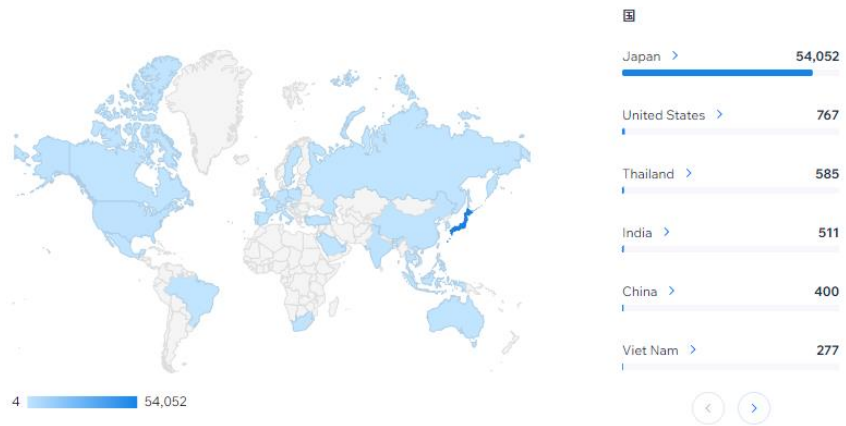 国
Japan 54,052
United States 767
Thailand 585
India 511
China 400
Viet Nam 277
4 54,052